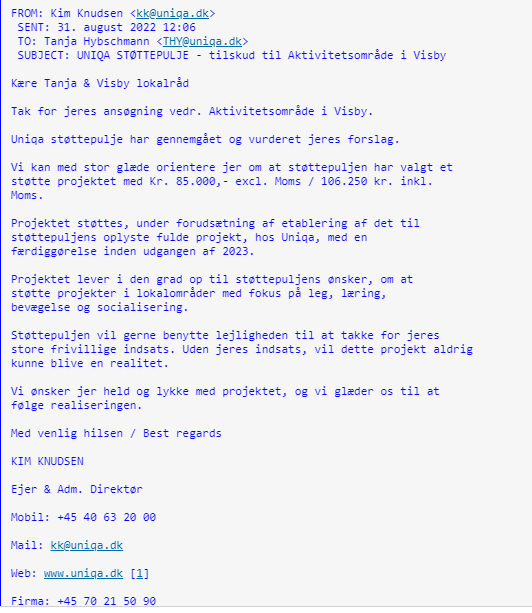 FROM: Kim Knudsen <kk@uniqa.dk>
SENT: 31. august 2022 12:06
TO: Tanja Hybschmann <THY@uniqa.dk>
SUBJECT: UNIQA STØTTEPULJE - tilskud til Aktivitetsområde i Visby
Kære Tanja & Visby lokalråd
Tak for jeres ansøgning vedr. Aktivitetsområde i Visby.
Uniqa støttepulje har gennemgået og vurderet jeres forslag.
Vi kan med stor glæde orientere jer om at støttepuljen har valgt et
støtte projektet med Kr. 85.000,- excl. Moms / 106.250 kr. inkl.
Moms.
Projektet støttes, under forudsætning af etablering af det til
støttepuljens oplyste fulde projekt, hos Uniqa, med en
færdiggørelse inden udgangen af 2023.
Projektet lever i den grad op til støttepuljens ønsker, om at
støtte projekter i lokalområder med fokus på leg, læring,
bevægelse og socialisering.
Støttepuljen vil gerne benytte lejligheden til at takke for jeres
store frivillige indsats. Uden jeres indsats, vil dette projekt aldrig
kunne blive en realitet.
Vi ønsker jer held og lykke med projektet, og vi glæder os til at
følge realiseringen.
Med venlig hilsen / Best regards
KIM KNUDSEN
Ejer & Adm. Direktør
Mobil: +45 40 63 20 00
Mail: kk@uniqa.dk
Web: www.uniqa.dk [1]
Firma: +45 70 21 50 90